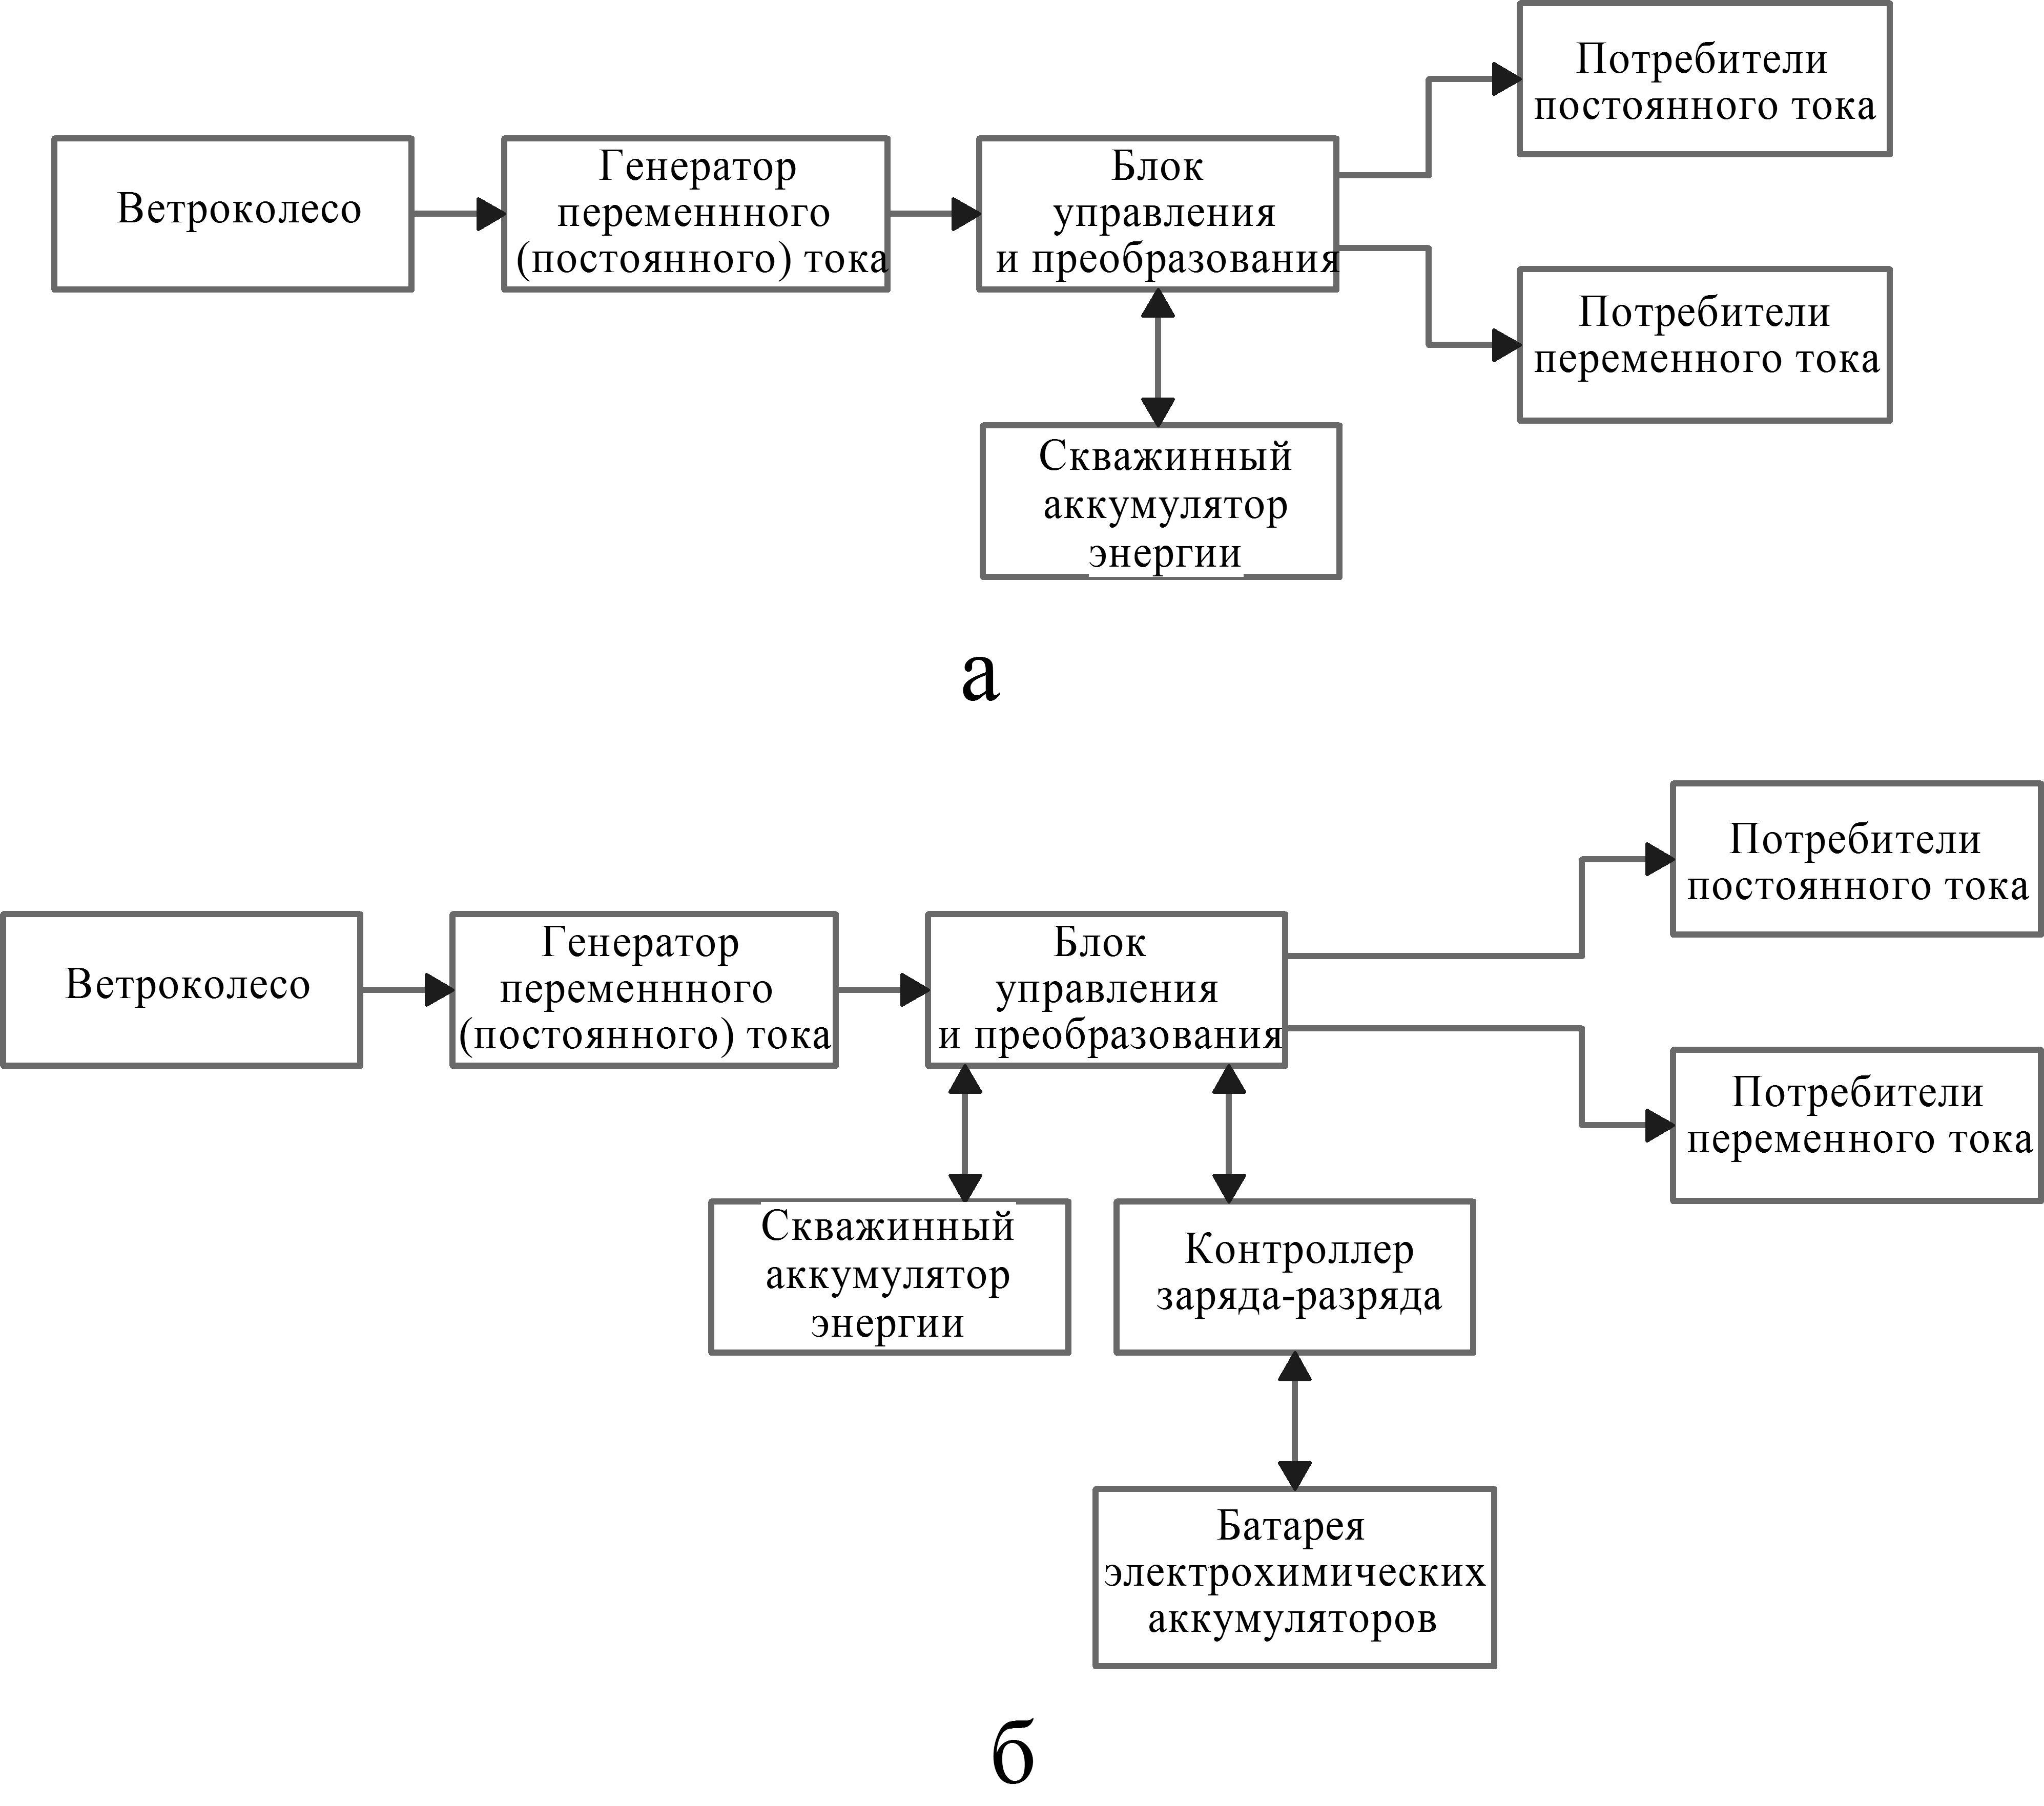 Потребители
постоянного тока
Ветроколесо
Генератор
переменнного
(постоянного) тока
Блок
управления
и преобразования
Потребители
переменного тока
Скважинный
аккумулятор
энергии
а
Потребители
постоянного тока
Ветроколесо
Генератор
переменнного
(постоянного) тока
Блок
управления
и преобразования
Потребители
переменного тока
Скважинный
аккумулятор
энергии
Контроллер
заряда-разряда
Батарея
электрохимических
аккумуляторов
б